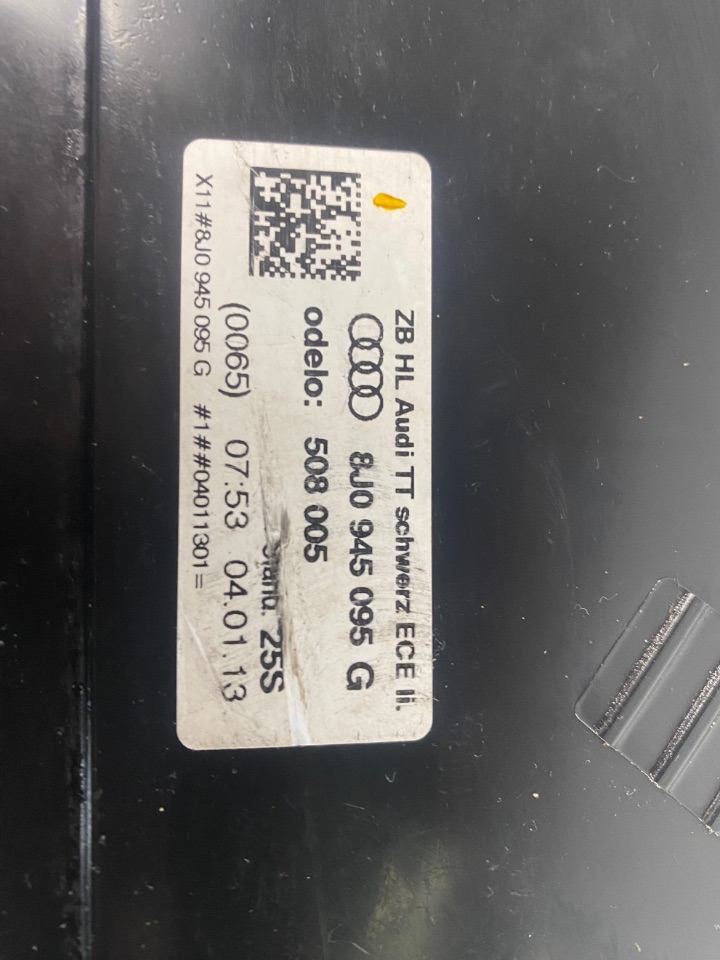 ZB HL Audi TT schwarz ECE li.
8J0 945 095 G
odelo: 508 005
25S
(0065) 07:53 04.01.13
X11#8J0 945 095 G #1##04011301=